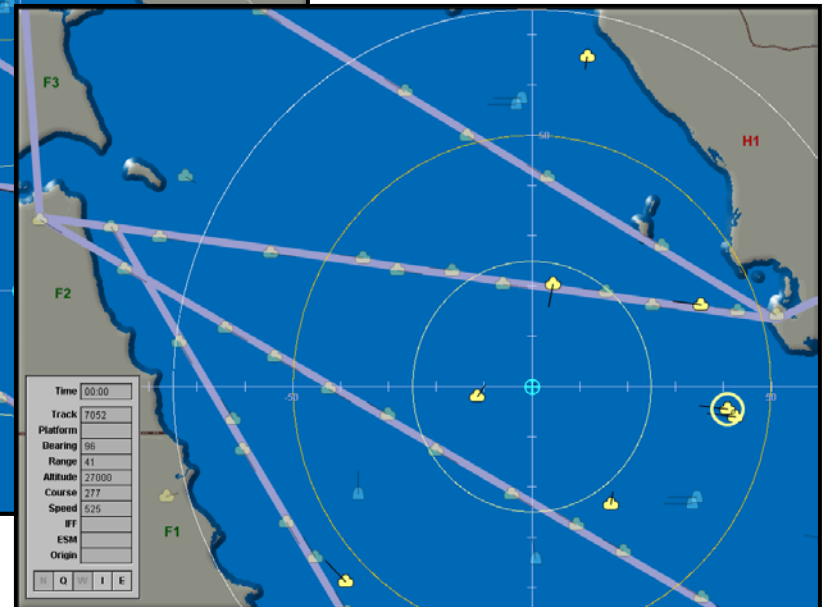 F3
50
H1
F2
-50
50
Time 00:00
Track 7052
Platform
Bearing 96
Range 41
Altitude 27000
Course 277
Speed 525
IFF
ESM
Origin
N Q W I E
F1